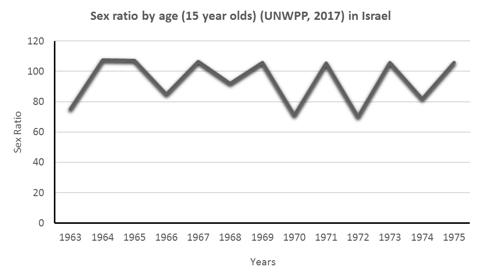 Sex ratio by age (15 year olds) (UNWPP, 2017) in Israel
120
100
80
60
40
20
0
Sex Ratio
1963 1964 1965 1966 1967 1968 1969 1970 1971 1972 1973 1974 1975
Years